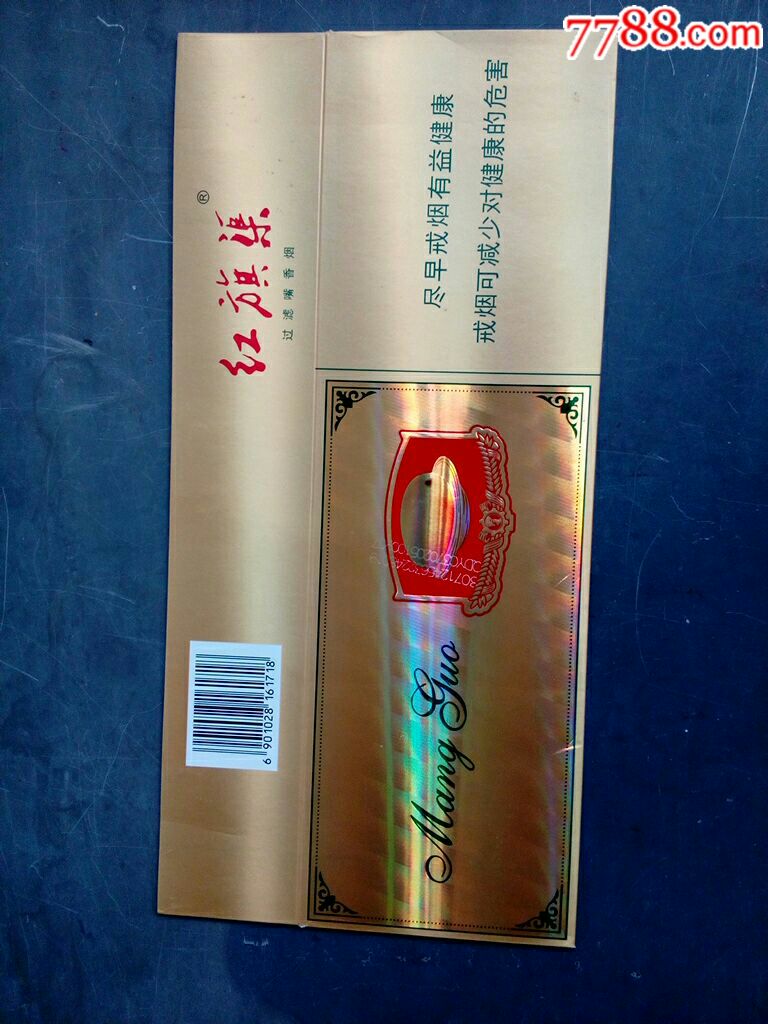 7788.com
红旗渠®
过滤嘴香烟
尽早戒烟有益健康
戒烟可减少对健康的危害
Mang Guo
6 901028 161718